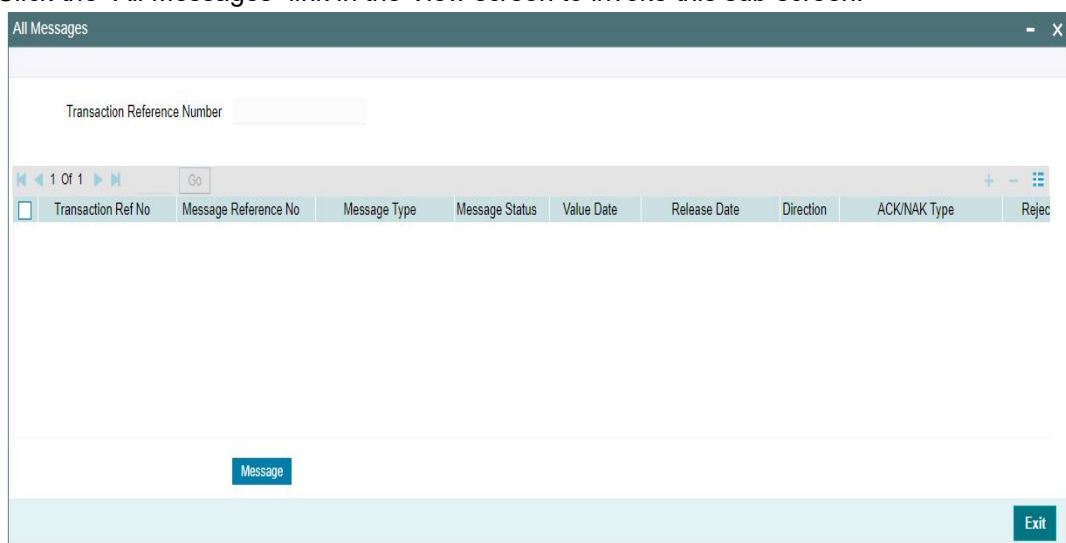 All Messages - X
Transaction Reference Number
1 Of 1 Go + -
Transaction Ref No Message Reference No Message Type Message Status Value Date Release Date Direction ACK/NAK Type Rejec
Message
Exit